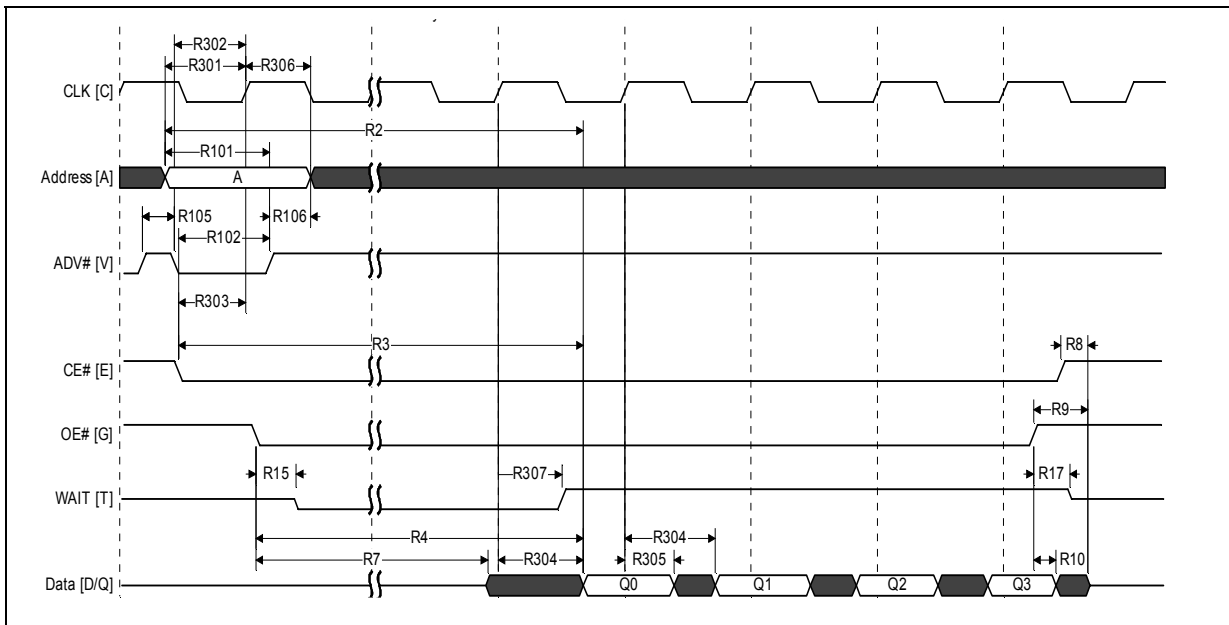 R302
R301
R306
CLK [C]
R2
R101
Address [A]
A
R105
R106
R102
ADV# [V]
R303
R3
R8
CE# [E]
R9
OE# [G]
R15
R307
R17
WAIT [T]
R4
R304
R7
R304
R305
R10
Data [D/Q]
Q0
Q1
Q2
Q3